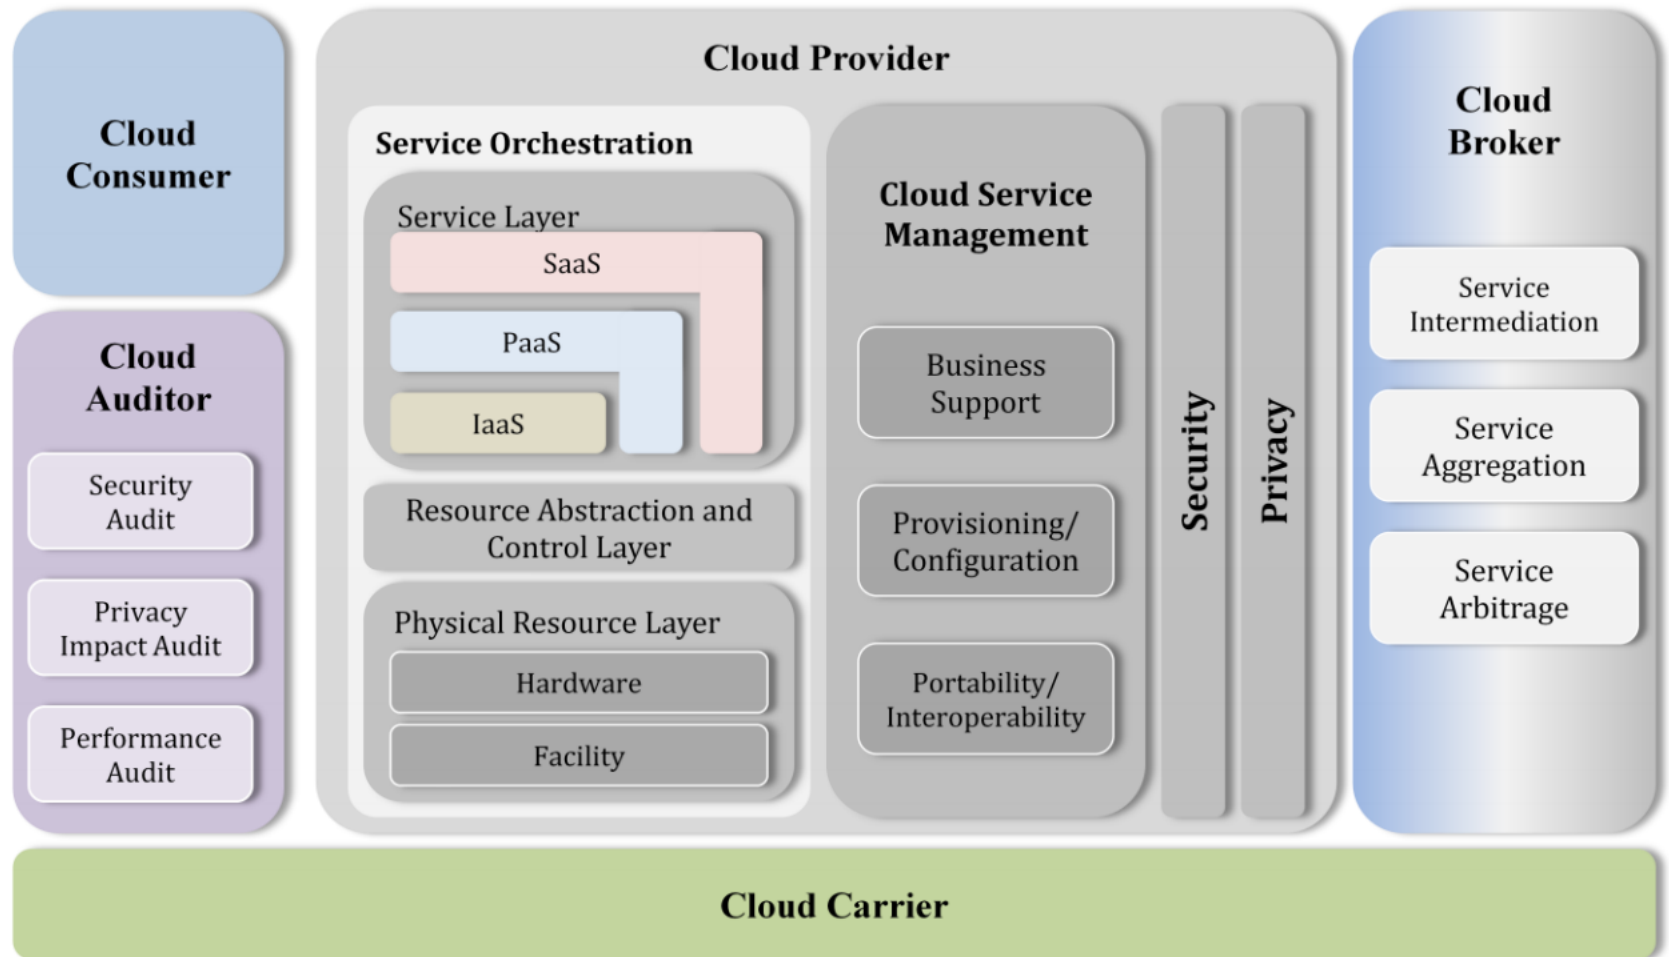 Cloud
Consumer
Cloud
Auditor
Security
Audit
Privacy
Impact Audit
Performance
Audit
Cloud Provider
Service Orchestration
Service Layer
SaaS
PaaS
IaaS
Resource Abstraction and
Control Layer
Physical Resource Layer
Hardware
Facility
Cloud Service
Management
Business
Support
Provisioning/
Configuration
Portability/
Interoperability
Security
Privacy
Cloud
Broker
Service
Intermediation
Service
Aggregation
Service
Arbitrage
Cloud Carrier